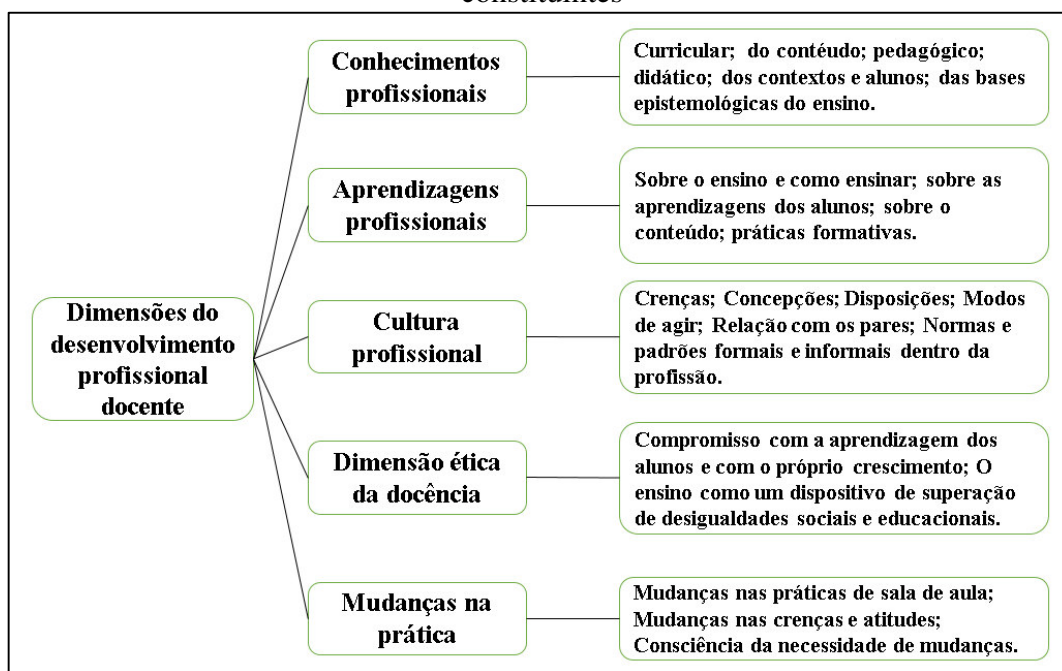 constituintes
Conhecimentos
profissionais
Curricular; do contéudo; pedagógico;
didático; dos contextos e alunos; das bases
epistemológicas do ensino.
Aprendizagens
profissionais
Sobre o ensino e como ensinar; sobre as
aprendizagens dos alunos; sobre o
conteúdo; práticas formativas.
Dimensões do
desenvolvimento
profissional
docente
Cultura
profissional
Crenças; Concepções; Disposições; Modos
de agir; Relação com os pares; Normas e
padrões formais e informais dentro da
profissão.
Dimensão ética
da docência
Compromisso com a aprendizagem dos
alunos e com o próprio crescimento; O
ensino como um dispositivo de superação
de desigualdades sociais e educacionais.
Mudanças na
prática
Mudanças nas práticas de sala de aula;
Mudanças nas crenças e atitudes;
Consciência da necessidade de mudanças.